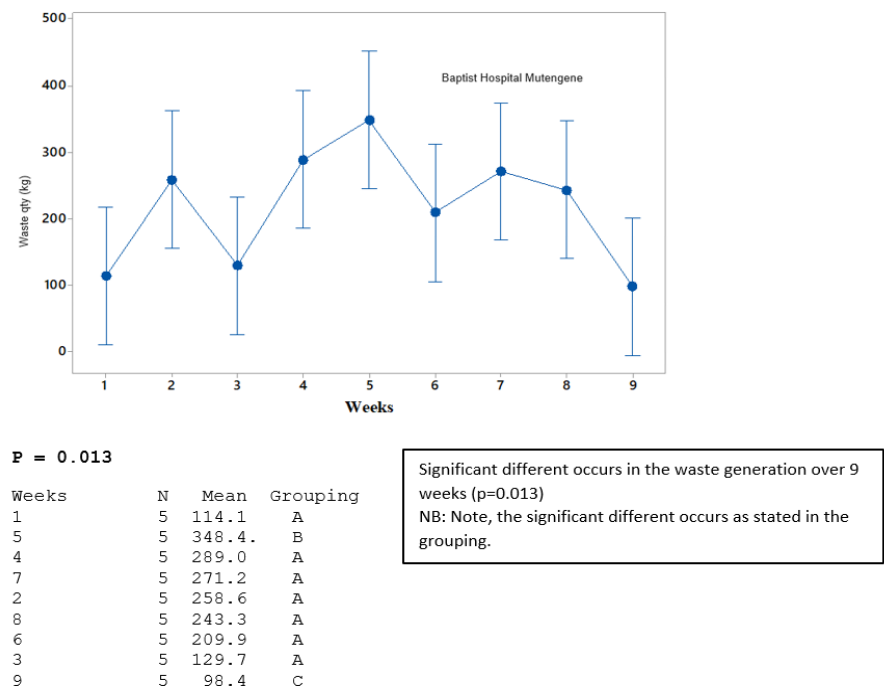 500
400
300
200
100
0
Waste qty (kg)
Baptist Hospital Mutengene
1 2 3 4 5 6 7 8 9
Weeks
P = 0.013
Weeks N Mean Grouping
1 5 114.1 A
5 5 348.4. B
4 5 289.0 A
7 5 271.2 A
2 5 258.6 A
8 5 243.3 A
6 5 209.9 A
3 5 129.7 A
9 5 98.4 C
Significant different occurs in the waste generation over 9
weeks (p=0.013)
NB: Note, the significant different occurs as stated in the
grouping.